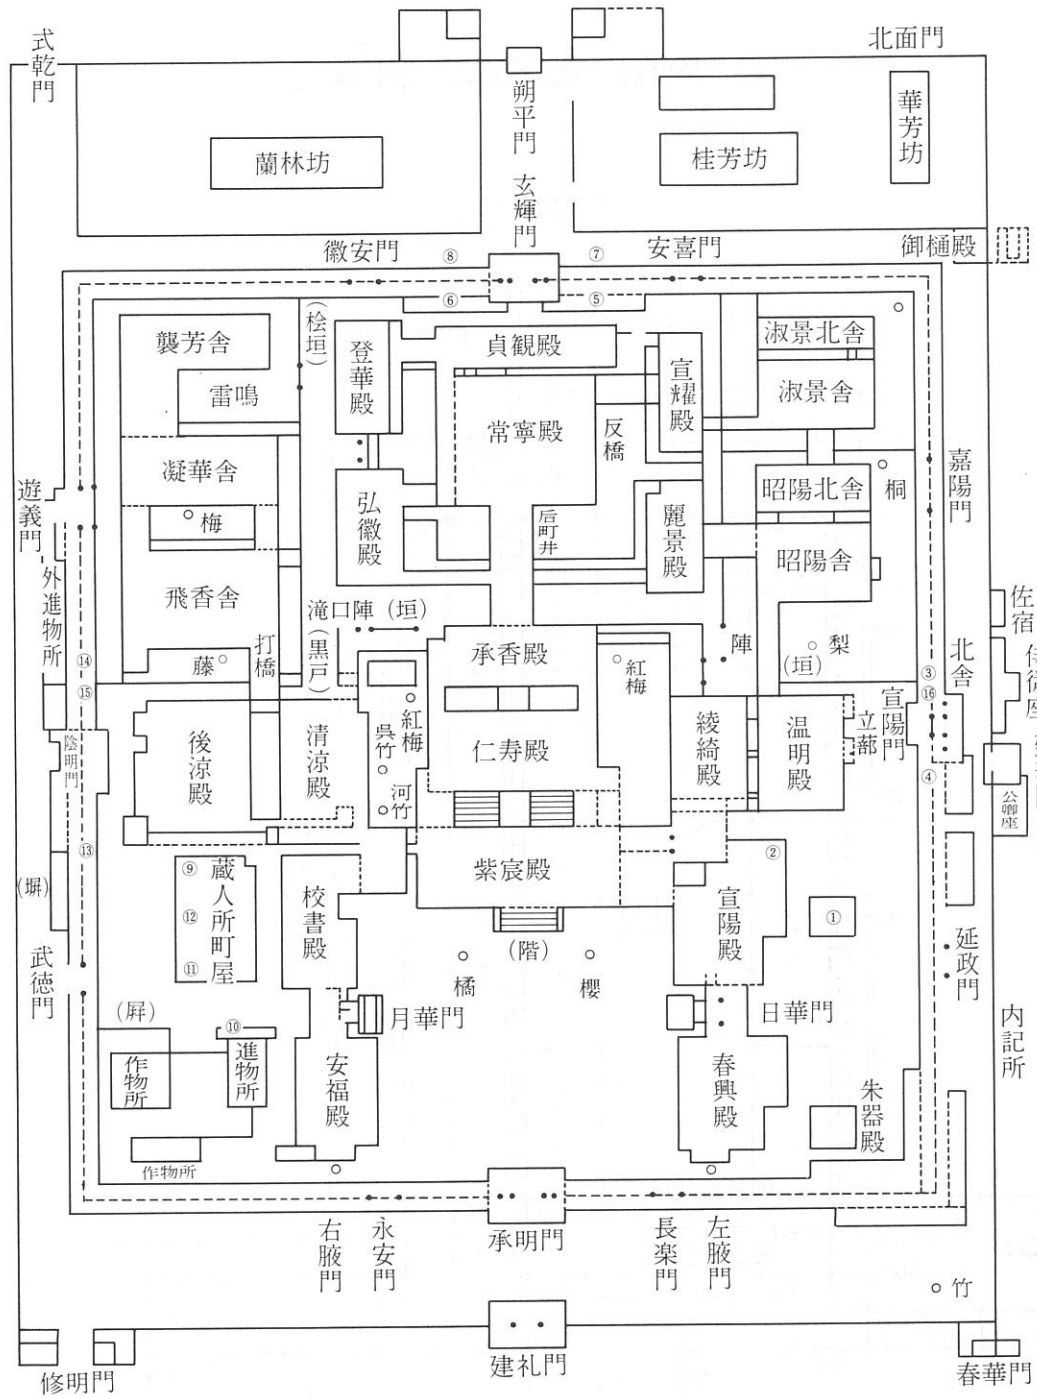 式乾門
北面門
朔平門
蘭林坊
桂芳坊
華芳坊
玄輝門
徽安門
⑧
⑦
安喜門
御樋殿
⑥
⑤
(桧垣)
襲芳舎
雷鳴
登華殿
貞観殿
宣耀殿
淑景北舎
淑景舎
常寧殿
反橋
凝華舎
梅
弘徽殿
后町井
麗景殿
昭陽北舎
桐
嘉陽門
遊義門
昭陽舎
外進物所
飛香舎
打橋
藤
滝口陣 (垣)
(黒戸)
承香殿
紅梅
陣
梨
(垣)
佐宿
北舎
⑭
⑮
③
⑯
陰明門
後涼殿
清涼殿
紅梅
呉竹
河竹
仁寿殿
綾綺殿
温明殿
立蔀
宣陽門
④
公卿座
⑬
紫宸殿
(階)
②
宣陽殿
①
(塀)
⑨
⑫
⑪
蔵人所町屋
校書殿
橘
櫻
延政門
武徳門
(屏)
⑩
月華門
日華門
内記所
作物所
進物所
安福殿
春興殿
朱器殿
作物所
右腋門
永安門
承明門
長楽門
左腋門
竹
建礼門
修明門
春華門